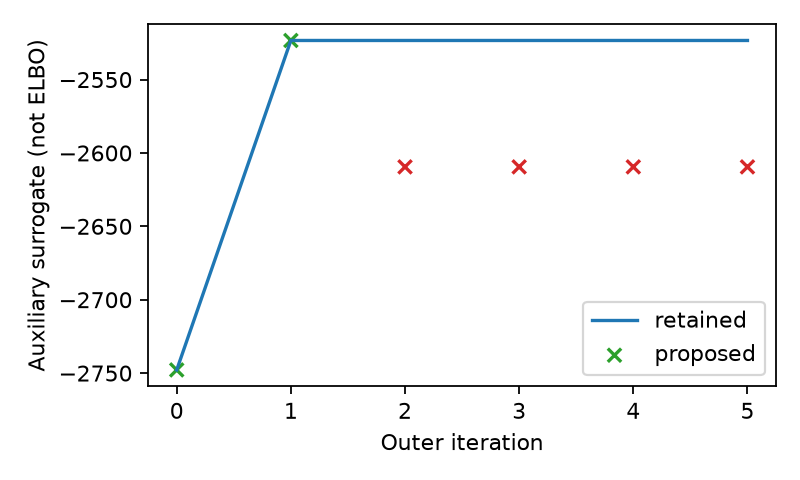 Auxiliary surrogate (not ELBO)
−2550
−2600
−2650
−2700
−2750
retained
proposed
0 1 2 3 4 5
Outer iteration